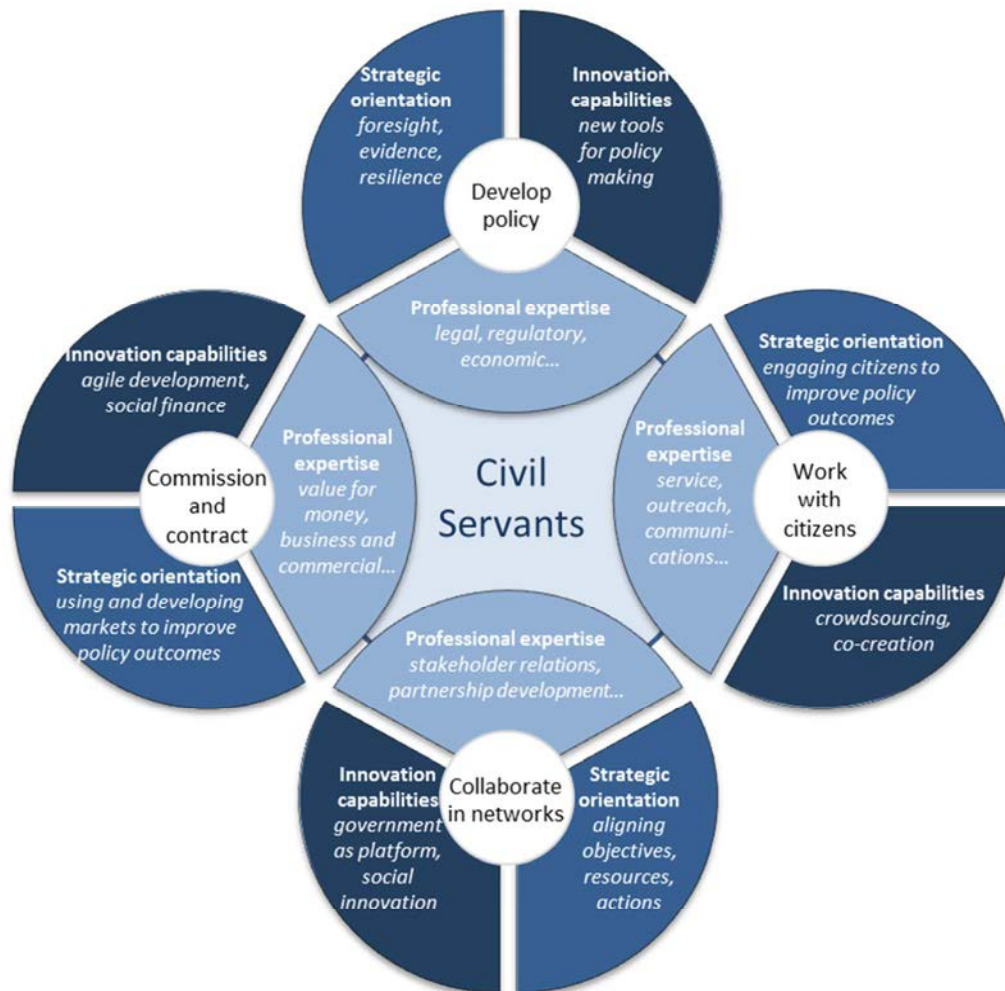 Strategic
orientation
foresight,
evidence,
resilience
Innovation
capabilities
new tools
for policy
making
Develop
policy
Professional expertise
legal, regulatory,
economic...
Innovation capabilities
agile development,
social finance
Commission
and
contract
Strategic orientation
using and developing
markets to improve
policy outcomes
Professional
expertise
value for
money,
business and
commercial...
Civil
Servants
Professional
expertise
service,
outreach,
communi-
cations...
Strategic orientation
engaging citizens to
improve policy
outcomes
Work
with
citizens
Innovation capabilities
crowdsourcing,
co-creation
Professional expertise
stakeholder relations,
partnership development...
Innovation
capabilities
government
as platform,
social
innovation
Collaborate
in networks
Strategic
orientation
aligning
objectives,
resources,
actions